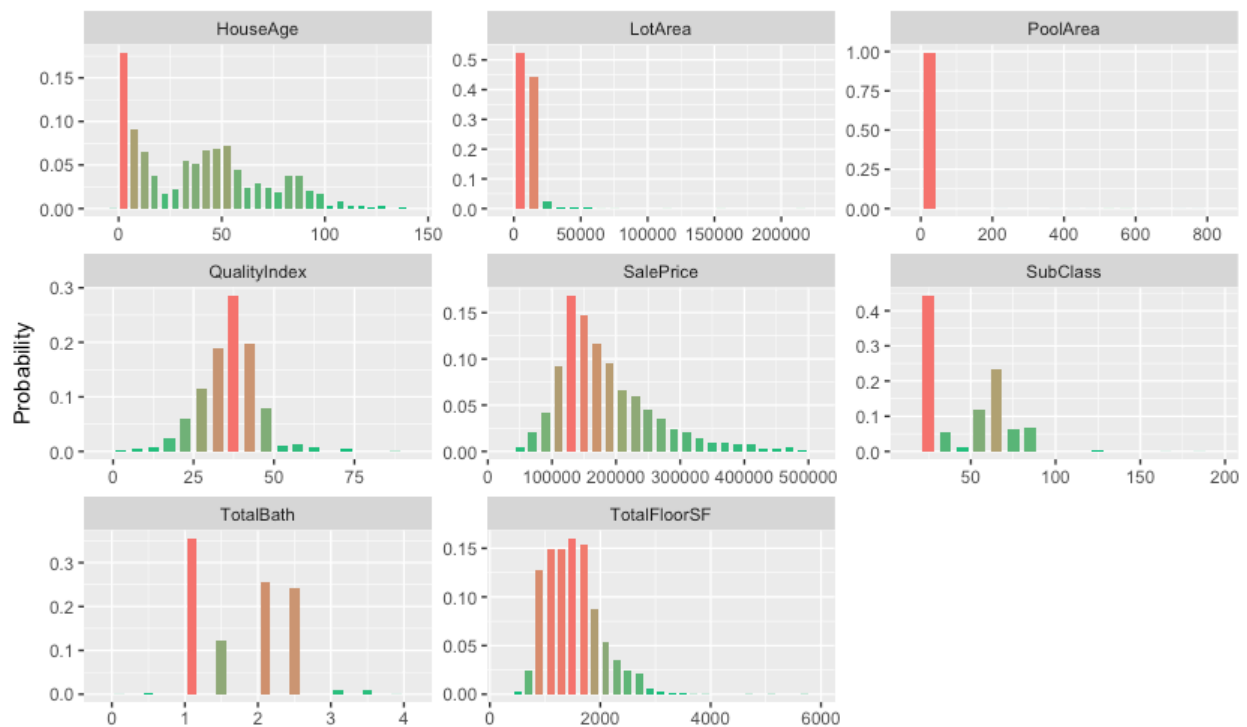 HouseAge
LotArea
PoolArea
0.15
0.10
0.05
0.00
0.5
0.4
0.3
0.2
0.1
0.0
1.00
0.75
0.50
0.25
0.00
0 50 100 150
0 50000 100000 150000 200000
0 200 400 600 800
Probability
QualityIndex
SalePrice
SubClass
0.3
0.2
0.1
0.0
0.15
0.10
0.05
0.00
0.4
0.3
0.2
0.1
0.0
25 50 75
0 100000 200000 300000 400000 500000
50 100 150 200
TotalBath
TotalFloorSF
0.3
0.2
0.1
0.0
0.15
0.10
0.05
0.00
0 1 2 3 4
0 2000 4000 6000